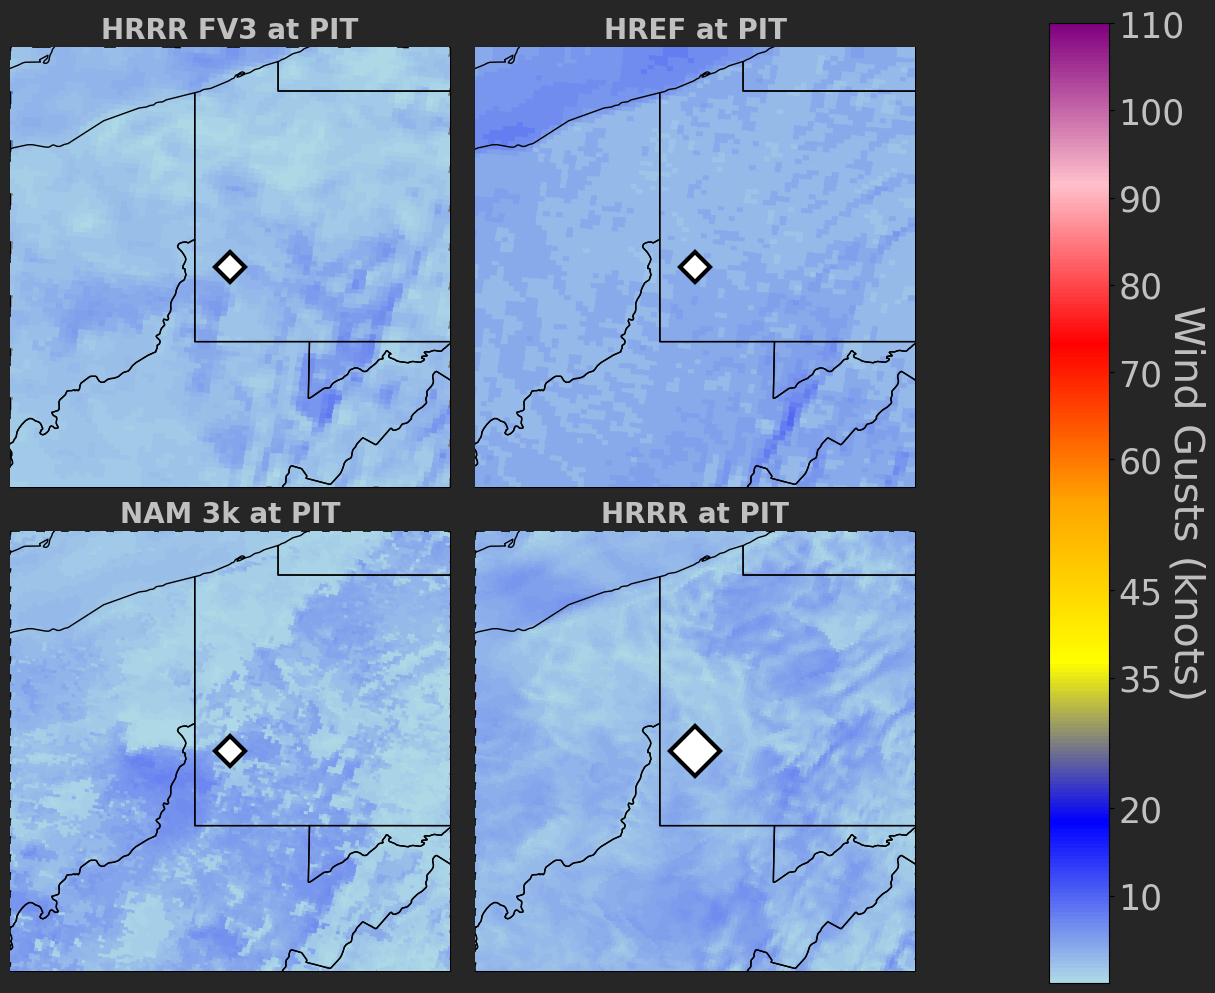 HRRR FV3 at PIT
HREF at PIT
NAM 3k at PIT
HRRR at PIT
110
100
90
80
70
60
45
35
20
10
Wind Gusts (knots)